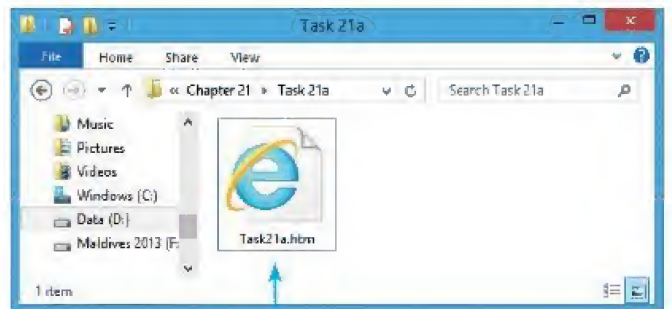 Task 21a
File Home Share View
« Chapter 21 Task 21a Search Task 21a
Music
Pictures
Videos
Windows (C:)
Data (D:)
Maldives 2013 (F:
Task21a.htm
1 item